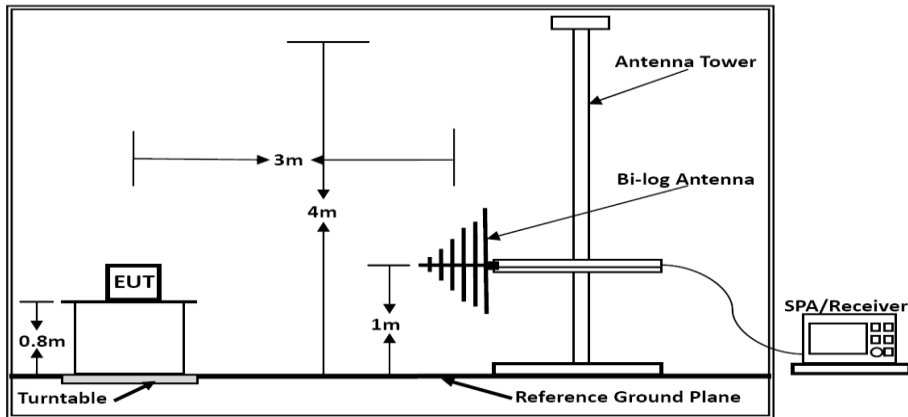 Antenna Tower
3m
Bi-log Antenna
4m
EUT
SPA/Receiver
0.8m
1m
Turntable
Reference Ground Plane